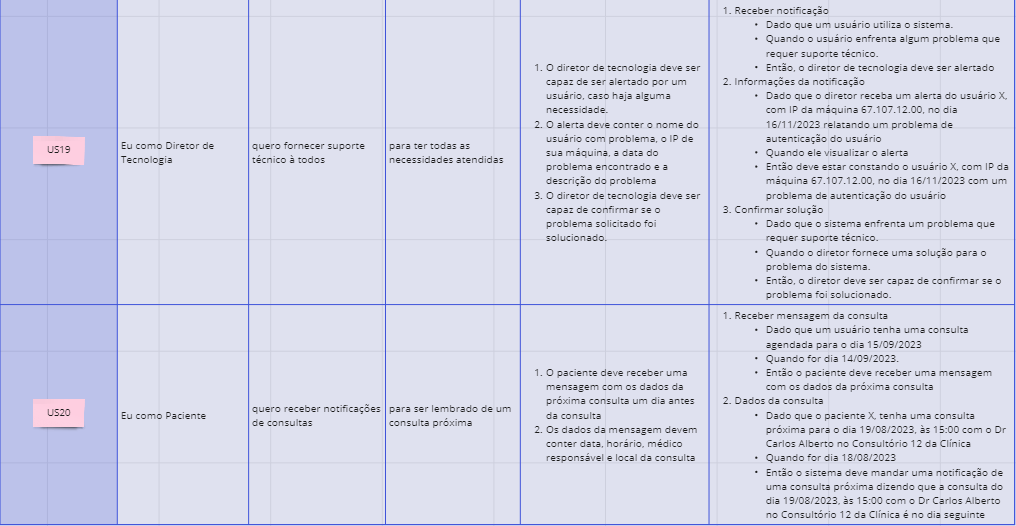 US19
Eu como Diretor de
Tecnologia
quero fornecer suporte
técnico à todos
para ter todas as
necessidades atendidas
1. O diretor de tecnologia deve ser
capaz de ser alertado por um
usuário, caso haja alguma
necessidade.
2. O alerta deve conter o nome do
usuário com problema, o IP de
sua máquina, a data do
problema encontrado e a
descrição do problema
3. O diretor de tecnologia deve ser
capaz de confirmar se o
problema solicitado foi
solucionado.
1. Receber notificação
• Dado que um usuário utiliza o sistema.
• Quando o usuário enfrenta algum problema que
requer suporte técnico.
• Então, o diretor de tecnologia deve ser alertado
2. Informações da notificação
• Dado que o diretor receba um alerta do usuário X,
com IP da máquina 67.107.12.00, no dia
16/11/2023 relatando um problema de
autenticação do usuário
• Quando ele visualizar o alerta
• Então deve estar constando o usuário X, com IP da
máquina 67.107.12.00, no dia 16/11/2023 com um
problema de autenticação do usuário
3. Confirmar solução
• Dado que o sistema enfrenta um problema que
requer suporte técnico.
• Quando o diretor fornece uma solução para o
problema do sistema.
• Então, o diretor deve ser capaz de confirmar se o
problema foi solucionado.
US20
Eu como Paciente
quero receber notificações
de consultas
para ser lembrado de um
consulta próxima
1. O paciente deve receber uma
mensagem com os dados da
próxima consulta um dia antes
da consulta
2. Os dados da mensagem devem
conter data, horário, médico
responsável e local da consulta
1. Receber mensagem da consulta
• Dado que um usuário tenha uma consulta
agendada para o dia 15/09/2023
• Quando for dia 14/09/2023.
• Então o paciente deve receber uma mensagem
com os dados da próxima consulta
2. Dados da consulta
• Dado que o paciente X, tenha uma consulta
próxima para o dia 19/08/2023, às 15:00 com o Dr
Carlos Alberto no Consultório 12 da Clínica
• Quando for dia 18/08/2023
• Então o sistema deve mandar uma notificação de
uma consulta próxima dizendo que a consulta do
dia 19/08/2023, às 15:00 com o Dr Carlos Alberto
no Consultório 12 da Clínica é no dia seguinte